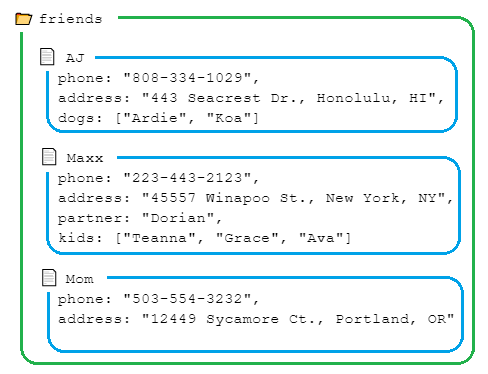 friends
AJ
phone: "808-334-1029",
address: "443 Seacrest Dr., Honolulu, HI",
dogs: ["Ardie", "Koa"]
Maxx
phone: "223-443-2123",
address: "45557 Winapoo St., New York, NY",
partner: "Dorian",
kids: ["Teanna", "Grace", "Ava"]
Mom
phone: "503-554-3232",
address: "12449 Sycamore Ct., Portland, OR"